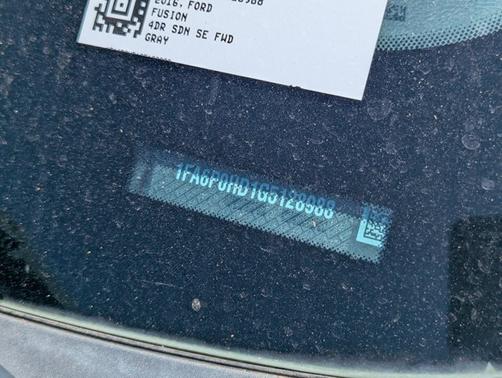 2016, FORD
FUSION
4DR SDN SE FWD
GRAY
1FA6P0HD1G5128988